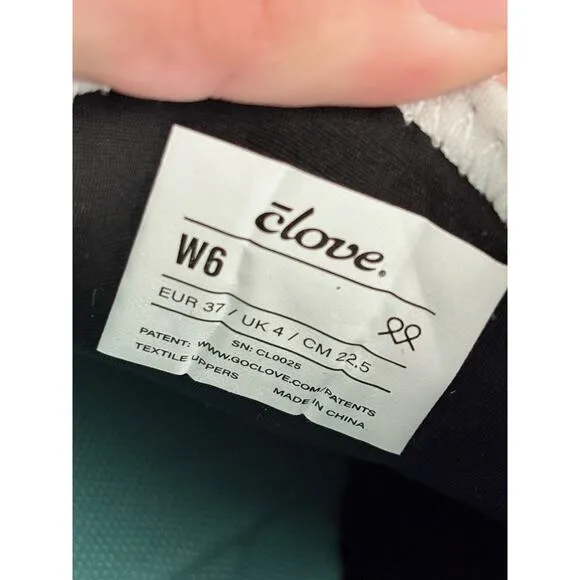 clove.
W6
EUR 37 / UK 4 / CM 22.5
SN: CL0025
PATENT: WWW.GOCLOVE.COM/PATENTS
TEXTILE UPPERS
MADE IN CHINA